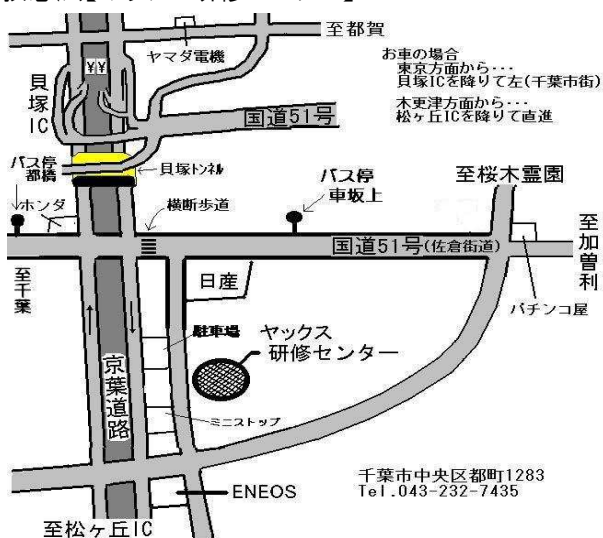 至都賀
ヤマダ電機
お車の場合
東京方面から・・・
貝塚ICを降りて左(千葉市街)
木更津方面から・・・
松ヶ丘ICを降りて直進
¥¥
貝塚IC
国道51号
バス停
都橋
貝塚トンネル
バス停
車坂上
至桜木霊園
ホンダ
横断歩道
国道51号(佐倉街道)
至加曽利
至千葉
日産
パチンコ屋
駐車場
ヤックス
研修センター
京葉道路
ミニストップ
千葉市中央区都町1283
Tel.043-232-7435
ENEOS
至松ヶ丘IC